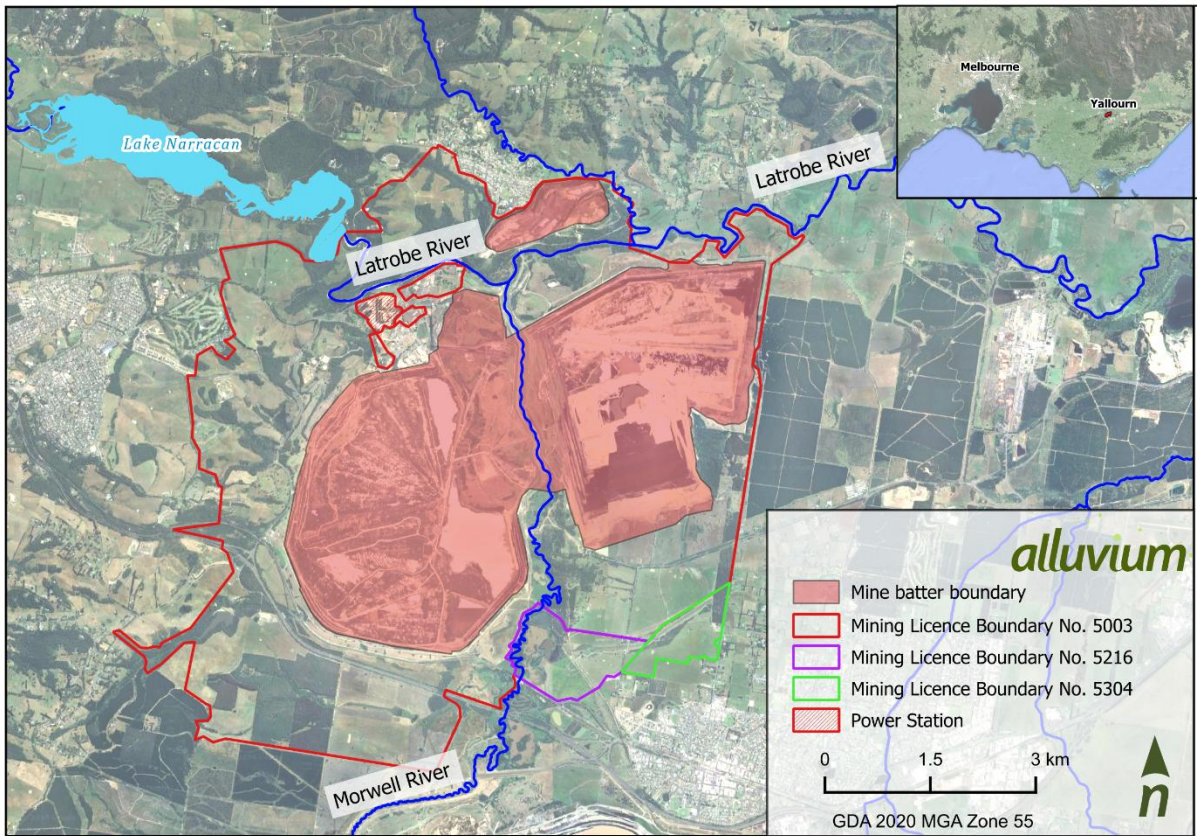 Melbourne
Yallourn
Lake Narracan
Latrobe River
Latrobe River
Morwell River
alluvium
Mine batter boundary
Mining Licence Boundary No. 5003
Mining Licence Boundary No. 5216
Mining Licence Boundary No. 5304
Power Station
0 1.5 3 km
GDA 2020 MGA Zone 55
n